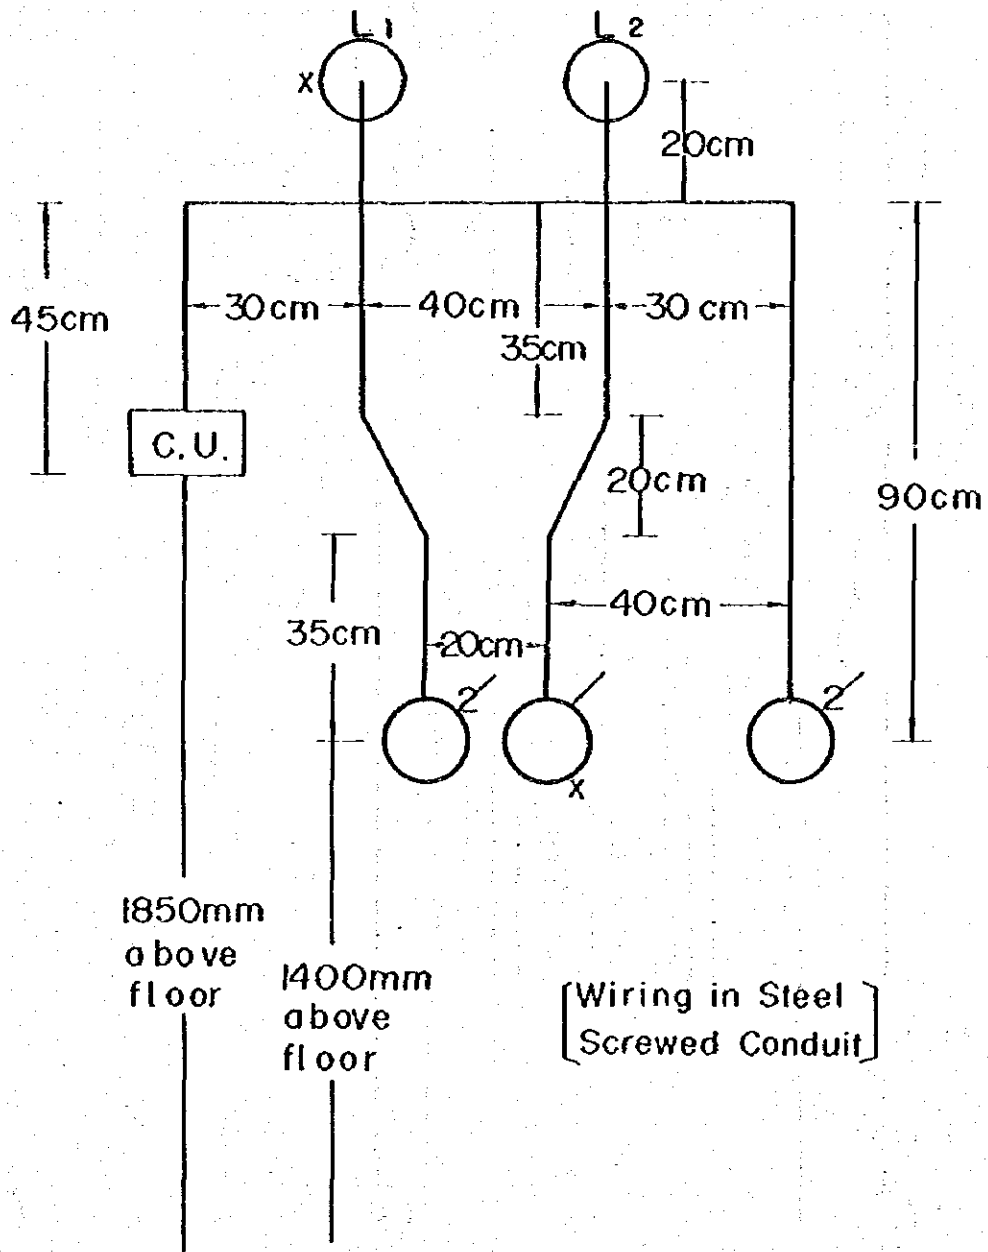 L1
L2
X
20cm
30cm
40cm
30 cm
45cm
35cm
C.U.
20cm
90cm
40cm
35cm
20cm
2
2
X
1850mm
above
floor
1400mm
above
floor
Wiring in Steel
Screwed Conduit